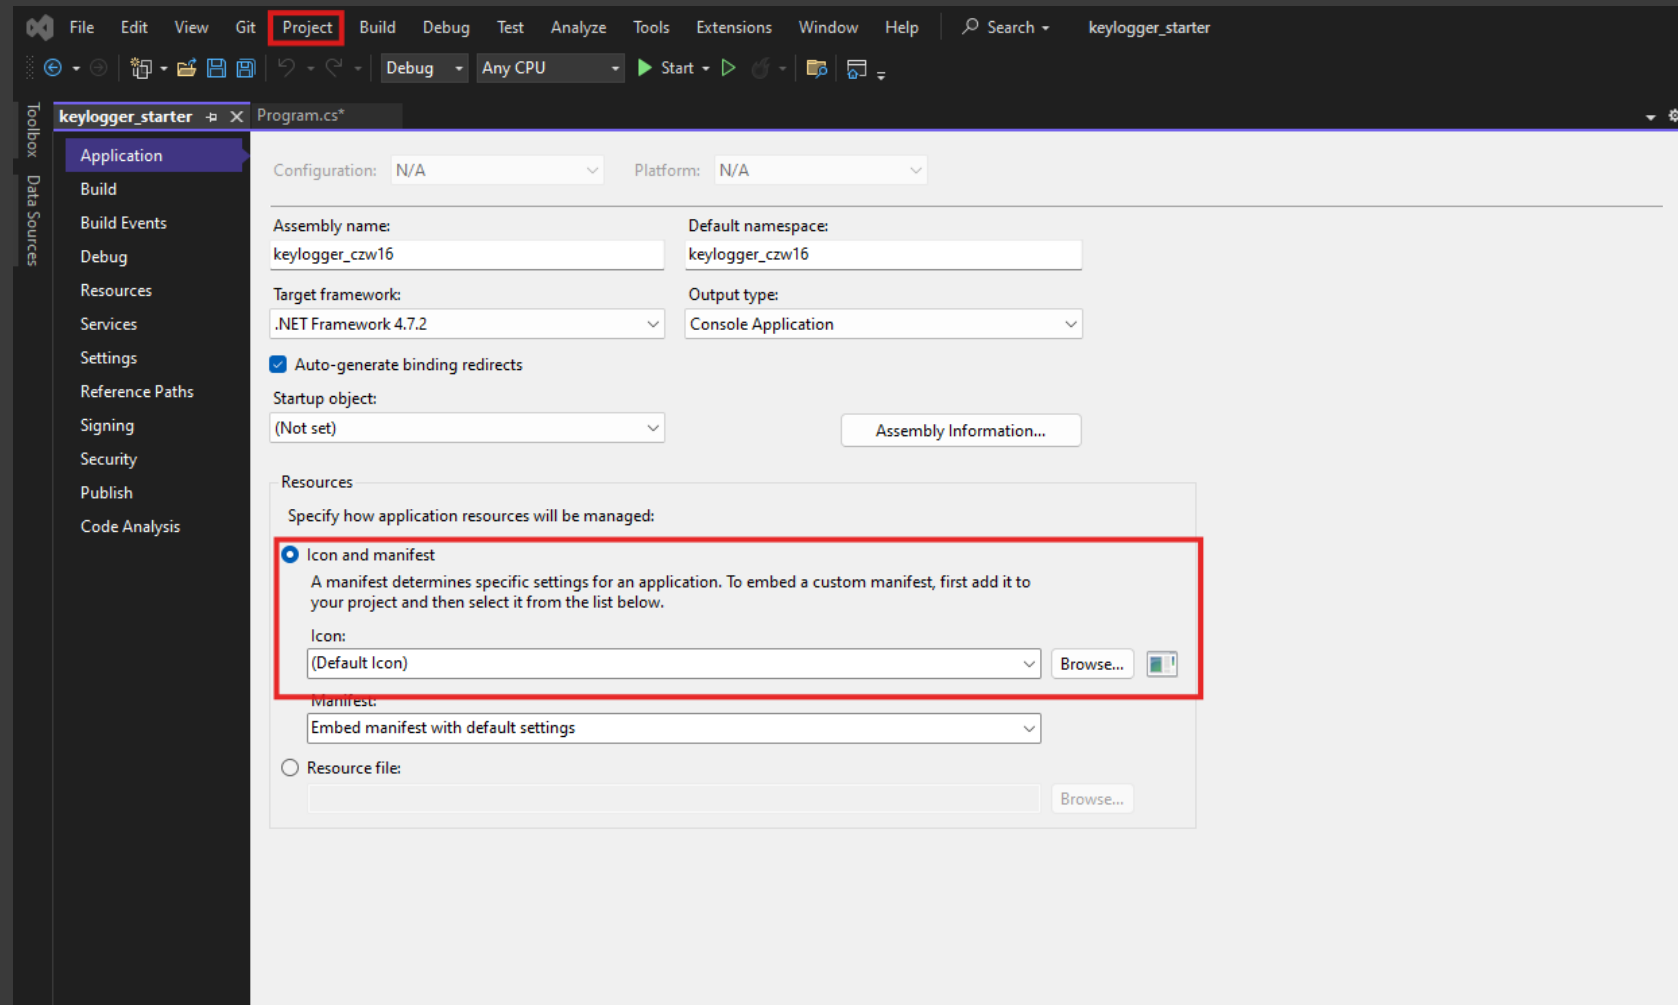 File Edit View Git Project Build Debug Test Analyze Tools Extensions Window Help Search keylogger_starter
Debug Any CPU Start
Toolbox
Data Sources
keylogger_starter Program.cs*
Application
Build
Build Events
Debug
Resources
Services
Settings
Reference Paths
Signing
Security
Publish
Code Analysis
Configuration: N/A Platform: N/A
Assembly name: Default namespace:
keylogger_czw16 keylogger_czw16
Target framework: Output type:
.NET Framework 4.7.2 Console Application
Auto-generate binding redirects
Startup object:
(Not set) Assembly Information...
Resources
Specify how application resources will be managed:
Icon and manifest
A manifest determines specific settings for an application. To embed a custom manifest, first add it to
your project and then select it from the list below.
Icon:
(Default Icon) Browse...
Manifest:
Embed manifest with default settings
Resource file:
Browse...